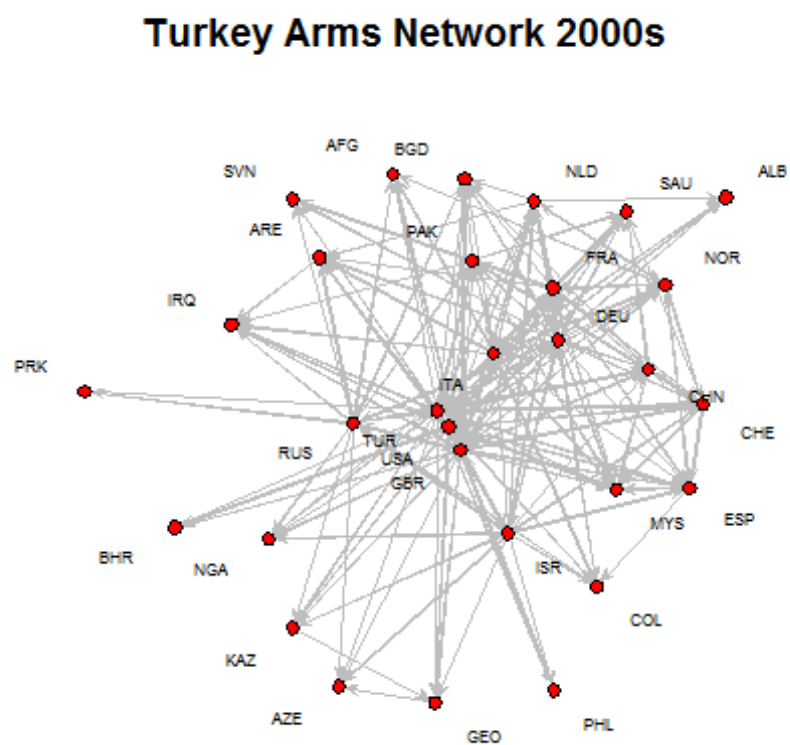 Turkey Arms Network 2000s
AFG
BGD
SVN
NLD
ALB
SAU
ARE
PAK
FRA
NOR
IRQ
DEU
PRK
ITA
CHN
CHE
TUR
RUS
USA
GBR
ESP
MYS
BHR
NGA
ISR
COL
KAZ
AZE
PHL
GEO